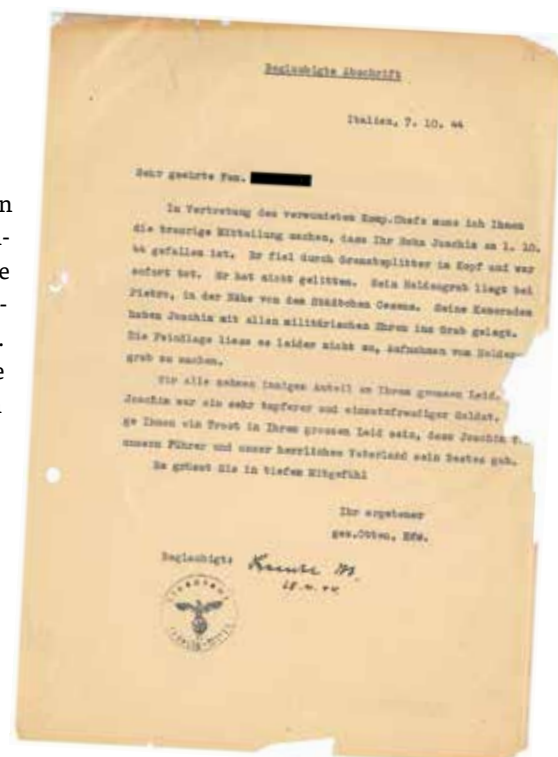 Beglaubigte Abschrift
Italien, 7. 10. 44
Sehr geehrte Fam.
In Vertretung des verwundeten Komp.Chefs muss ich Ihnen
die traurige Mitteilung machen, dass Ihr Sohn Joachim am 1. 10.
44 gefallen ist. Er fiel durch Granatsplitter im Kopf und war
sofort tot. Er hat nicht gelitten. Sein Heldengrab liegt bei
Pietro, in der Nähe von dem Städtchen Cesena. Seine Kameraden
haben Joachim mit allen militärischen Ehren ins Grab gelegt.
Die Feindlage liess es leider nicht zu, Aufnahmen vom Helden-
grab zu machen.
Wir alle nehmen innigen Anteil an Ihrem grossen Leid.
Joachim war ein sehr tapferer und einsatzfreudiger Soldat.
ge Ihnen ein Trost in Ihrem grossen Leid sein, dass Joachim f.
unsern Führer und unser herrliches Vaterland sein Bestes gab.
Es grüsst Sie in tiefem Mitgefühl
Ihr ergebener
gez.Otten, Hfw.
Beglaubigt:
n
-
e
-
.
e